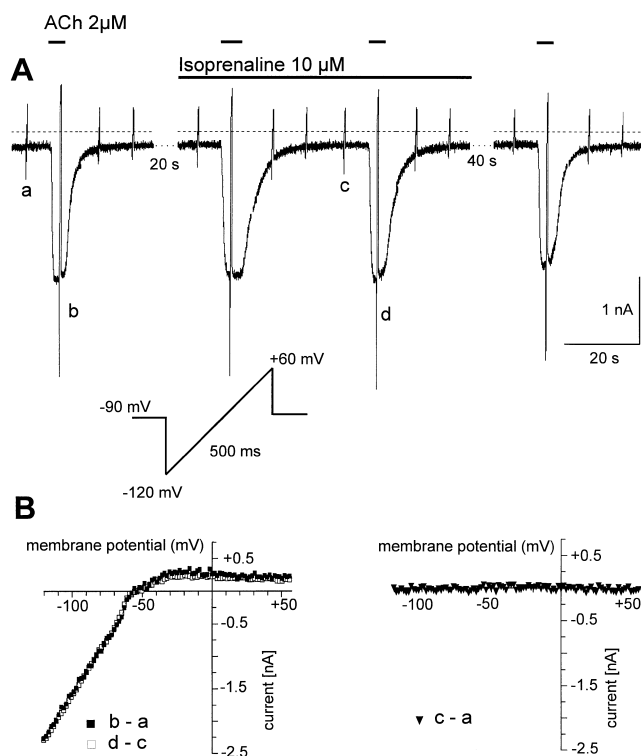 ACh 2µM
A
Isoprenaline 10 µM
a
20 s
c
40 s
b
d
1 nA
20 s
+60 mV
-90 mV
500 ms
-120 mV
B
membrane potential (mV)
+0.5
-100
-50
+50
-0.5
-1.5
-2.5
current [nA]
b - a
d - c
membrane potential (mV)
+0.5
-100
-50
+50
-0.5
-1.5
-2.5
current [nA]
c - a